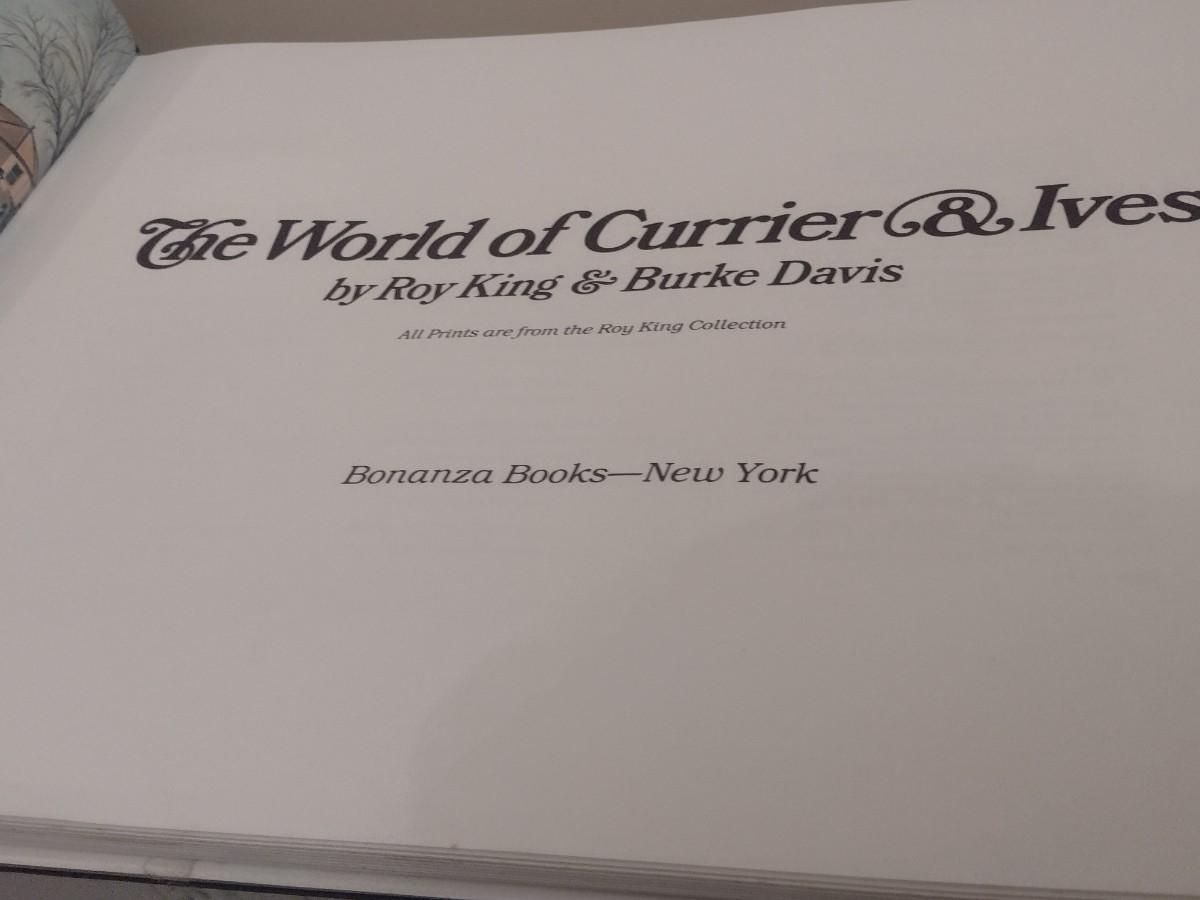 The World of Currier & Ives
by Roy King & Burke Davis
All Prints are from the Roy King Collection
Bonanza Books—New York